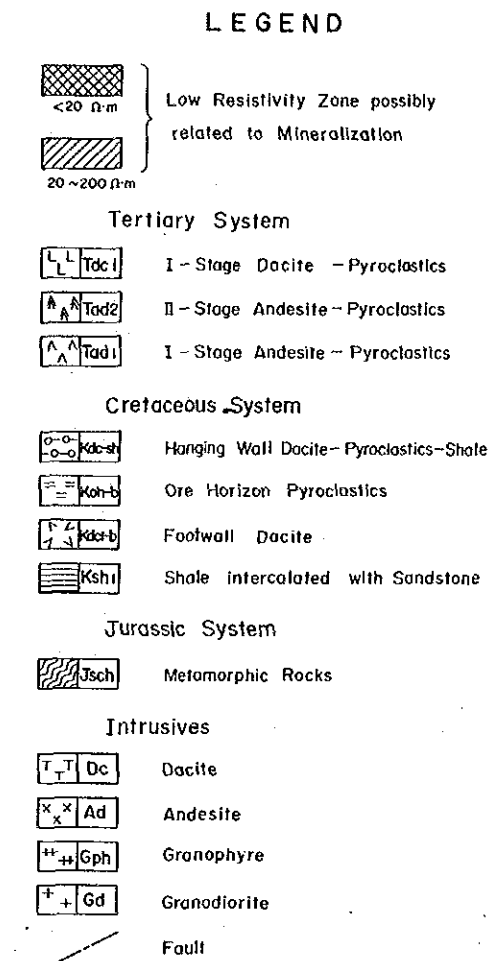 LEGEND
<20 Ω·m
Low Resistivity Zone possibly
related to Mineralization
20 ~200 Ω·m
Tertiary System
Tdc1 I - Stage Dacite - Pyroclastics
Tad2 II - Stage Andesite - Pyroclastics
Tad1 I - Stage Andesite - Pyroclastics
Cretaceous System
Kdc-sh Hanging Wall Dacite-Pyroclastics-Shale
Koh-b Ore Horizon Pyroclastics
Kdct-b Footwall Dacite
Ksh1 Shale intercalated with Sandstone
Jurassic System
Jsch Metamorphic Rocks
Intrusives
Dc Dacite
Ad Andesite
Gph Granophyre
Gd Granodiorite
Fault